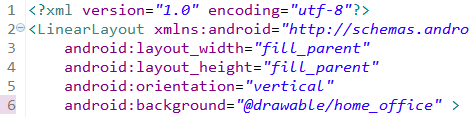 1 <?xml version="1.0" encoding="utf-8"?>
2 <LinearLayout xmlns:android="http://schemas.andro
3 android:layout_width="fill_parent"
4 android:layout_height="fill_parent"
5 android:orientation="vertical"
6 android:background="@drawable/home_office" >